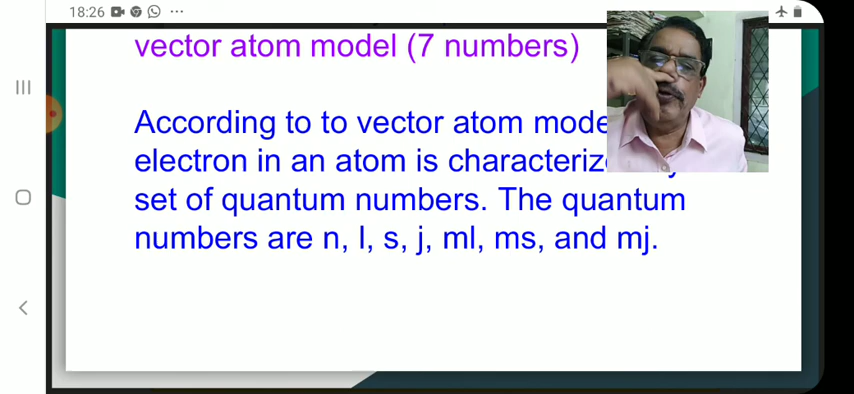 18:26
vector atom model (7 numbers)
According to to vector atom mode
electron in an atom is characteriz
set of quantum numbers. The quantum
numbers are n, l, s, j, ml, ms, and mj.